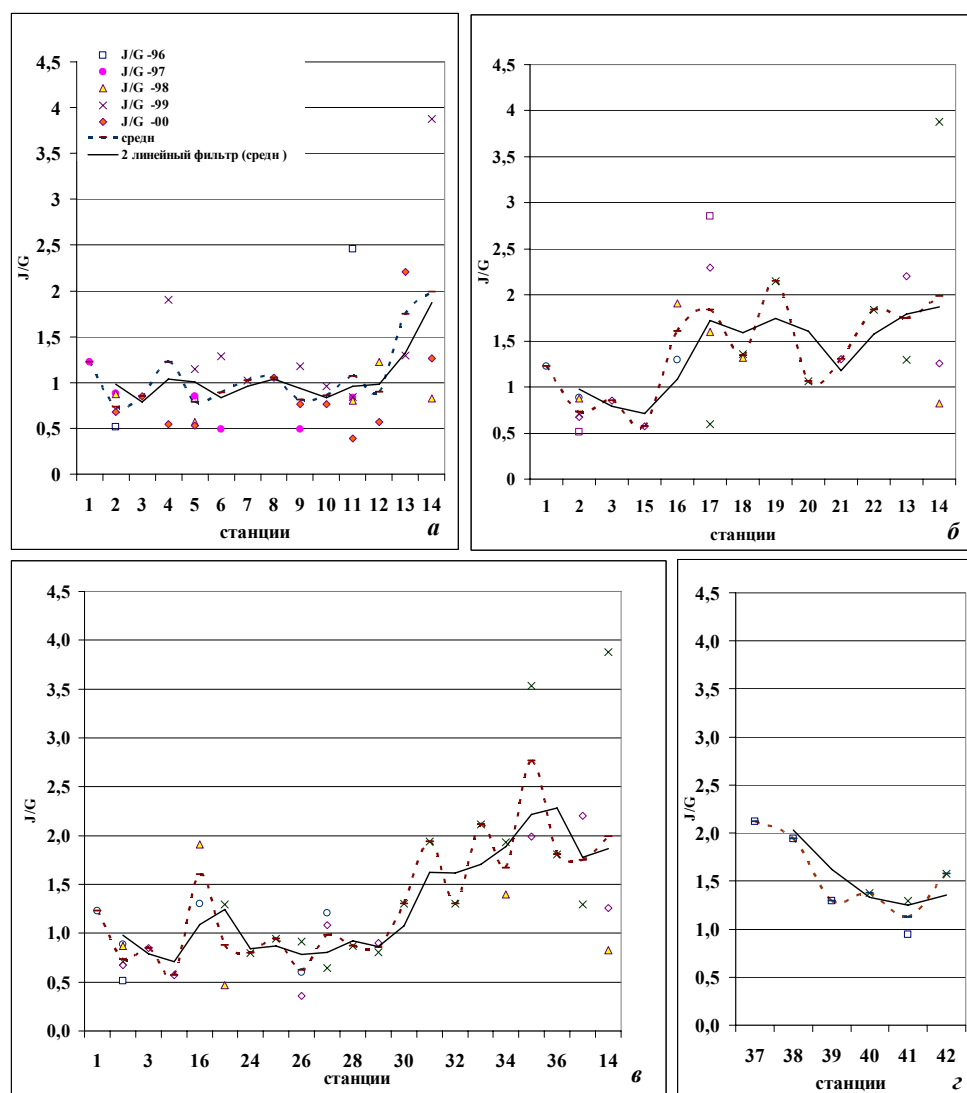 J/G -96
J/G -97
J/G -98
J/G -99
J/G -00
средн
2 линейный фильтр (средн )
4,5
4
3,5
3
2,5
2
1,5
1
0,5
0
J/G
1 2 3 4 5 6 7 8 9 10 11 12 13 14
станции
а
4,5
4
3,5
3
2,5
2
1,5
1
0,5
0
J/G
1 2 3 15 16 17 18 19 20 21 22 13 14
станции
б
4,5
4,0
3,5
3,0
2,5
2,0
1,5
1,0
0,5
0,0
J/G
1 3 16 24 26 28 30 32 34 36 14
станции
в
4,5
4,0
3,5
3,0
2,5
2,0
1,5
1,0
0,5
0,0
J/G
37 38 39 40 41 42
станции
г